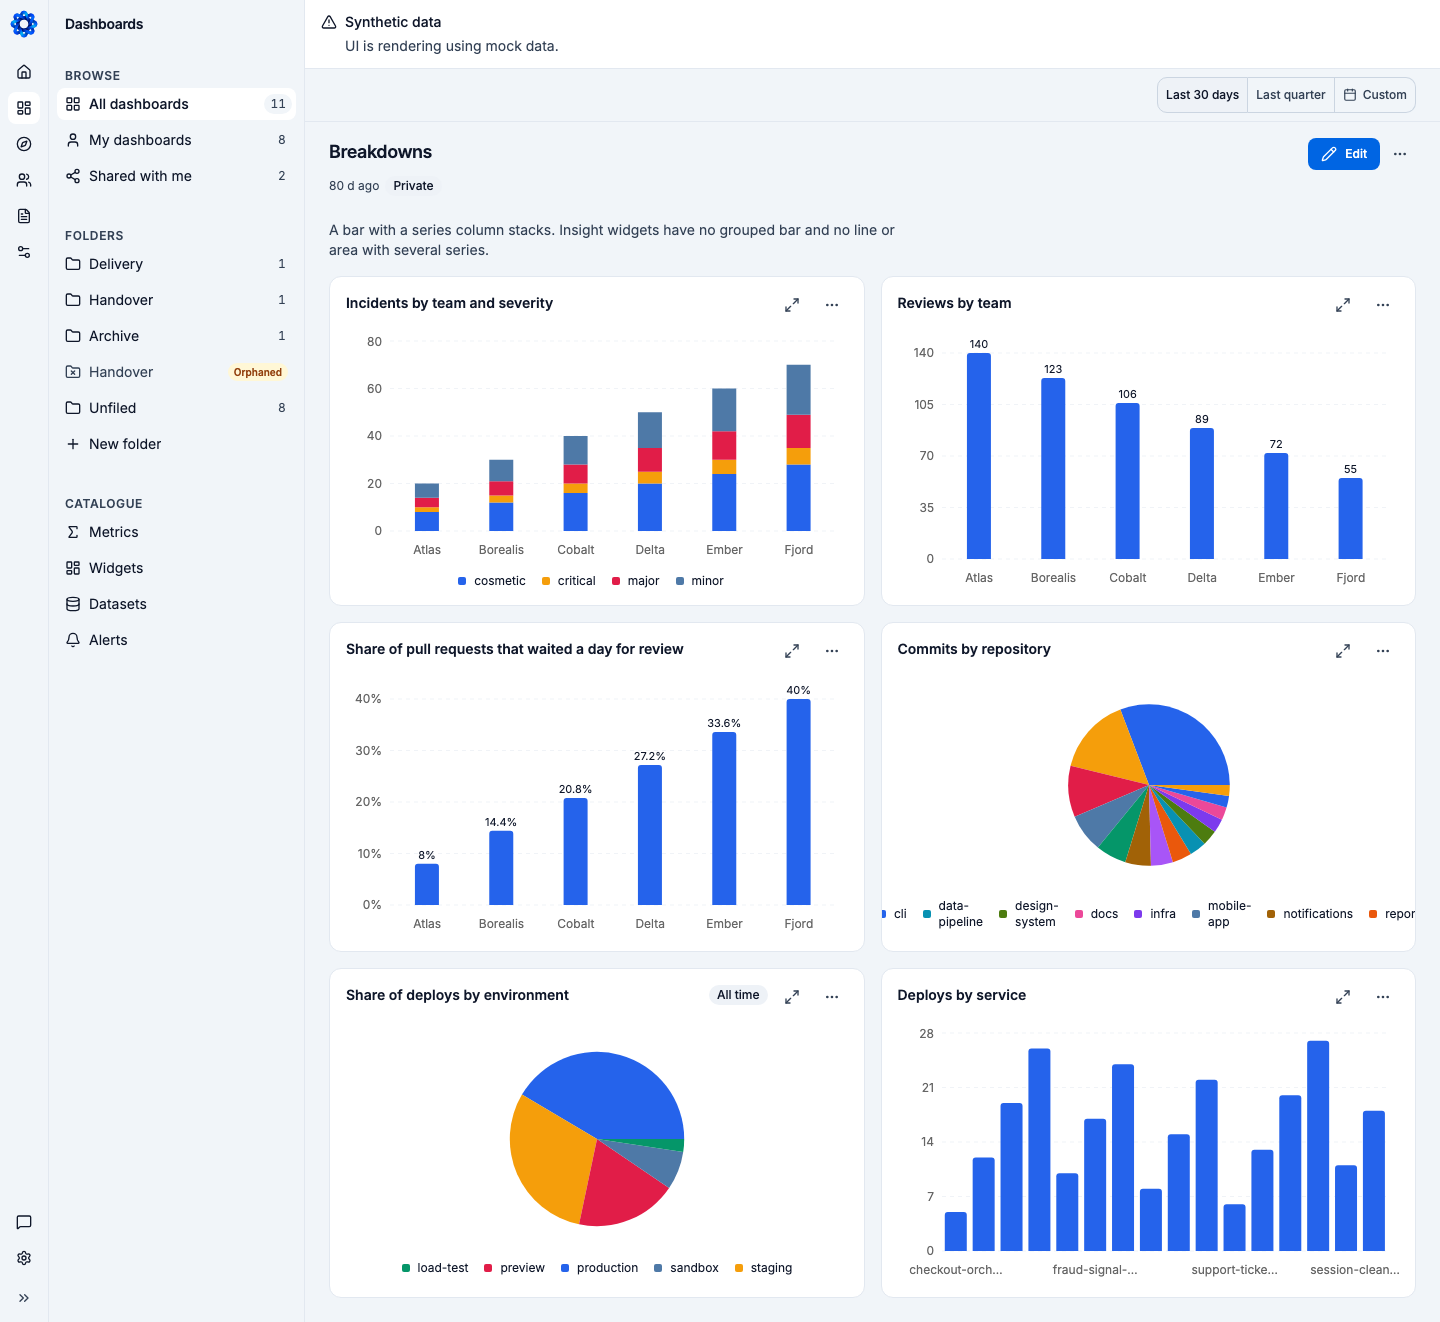 Dashboards
BROWSE
All dashboards 11
My dashboards 8
Shared with me 2
FOLDERS
Delivery 1
Handover 1
Archive 1
Handover Orphaned
Unfiled 8
New folder
CATALOGUE
Metrics
Widgets
Datasets
Alerts
Synthetic data
UI is rendering using mock data.
Last 30 days Last quarter Custom
Breakdowns
Edit
80 d ago Private
A bar with a series column stacks. Insight widgets have no grouped bar and no line or
area with several series.
Incidents by team and severity
80
60
40
20
0
Atlas Borealis Cobalt Delta Ember Fjord
cosmetic critical major minor
Reviews by team
140
105
70
35
0
140 123 106 89 72 55
Atlas Borealis Cobalt Delta Ember Fjord
Share of pull requests that waited a day for review
40%
30%
20%
10%
0%
8% 14.4% 20.8% 27.2% 33.6% 40%
Atlas Borealis Cobalt Delta Ember Fjord
Commits by repository
cli data-pipeline design-system docs infra mobile-app notifications repor
Share of deploys by environment All time
load-test preview production sandbox staging
Deploys by service
28
21
14
7
0
checkout-orch... fraud-signal-... support-ticke... session-clean...